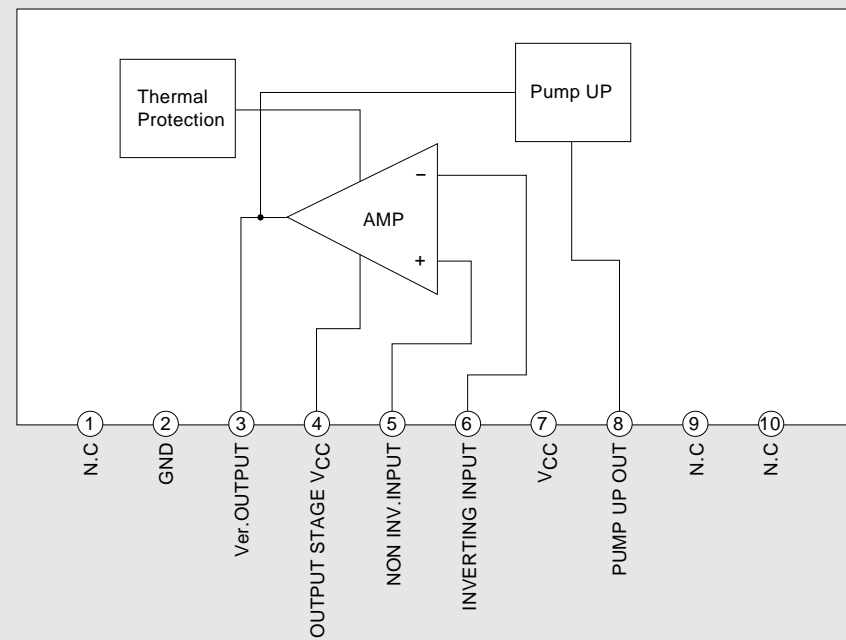 Thermal
Protection
Pump UP
−
AMP
+
1
2
3
4
5
6
7
8
9
10
N.C
GND
Ver.OUTPUT
OUTPUT STAGE VCC
NON INV.INPUT
INVERTING INPUT
VCC
PUMP UP OUT
N.C
N.C